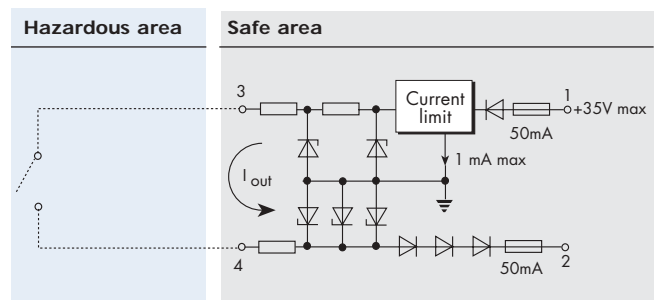 Hazardous area
Safe area
3
Current
limit
1
+35V max
50mA
1 mA max
I out
4
50mA
2